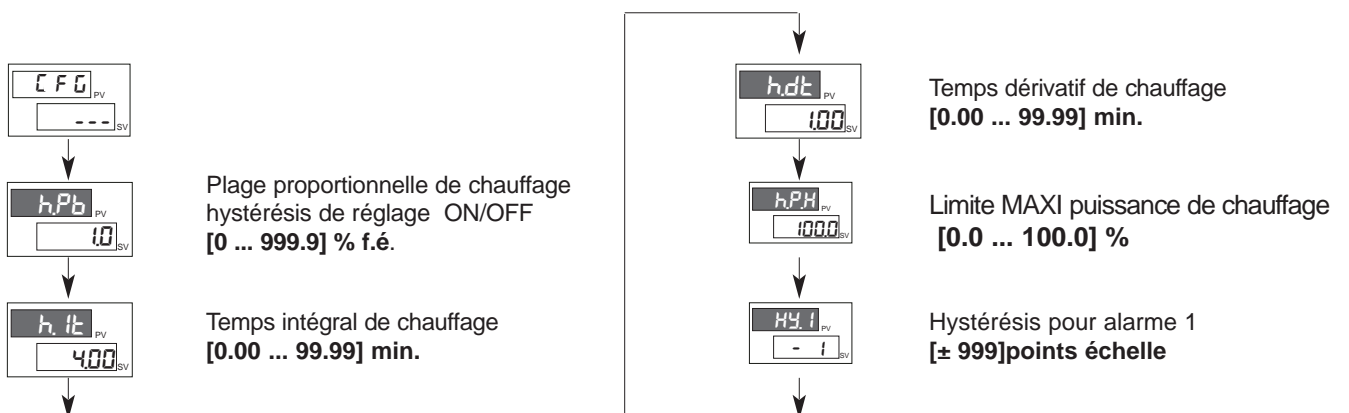 CFG
PV
---
SV
h.Pb
PV
1.0
SV
Plage proportionnelle de chauffage
hystérésis de réglage ON/OFF
[0 ... 999.9] % f.é.
h.It
PV
4.00
SV
Temps intégral de chauffage
[0.00 ... 99.99] min.
h.dt
PV
1.00
SV
Temps dérivatif de chauffage
[0.00 ... 99.99] min.
h.P.H
PV
100.0
SV
Limite MAXI puissance de chauffage
[0.0 ... 100.0] %
HY.1
PV
- 1
SV
Hystérésis pour alarme 1
[± 999]points échelle